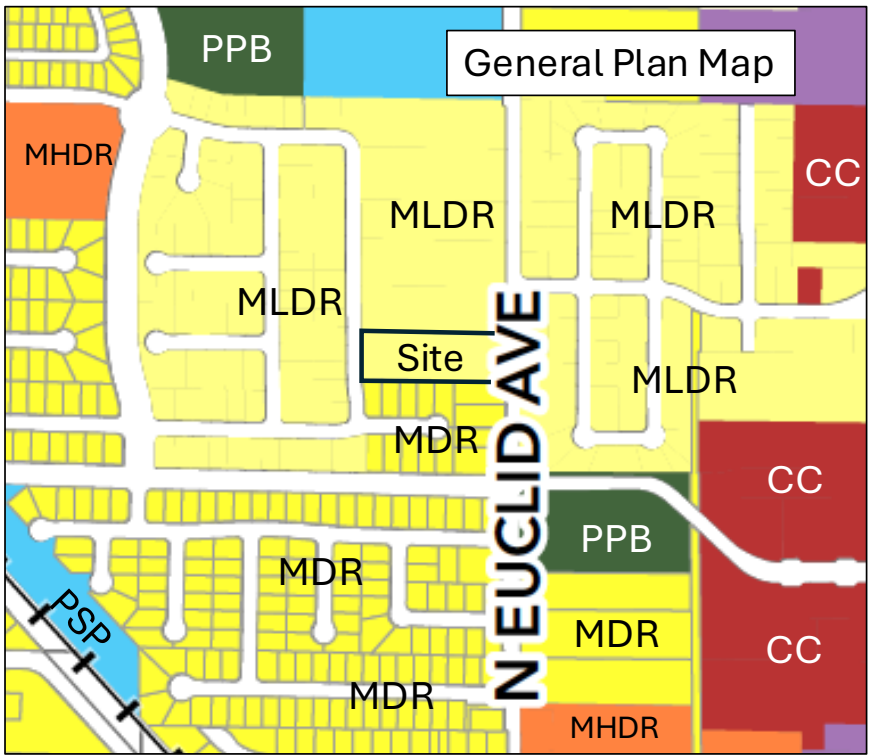 PPB
General Plan Map
MHDR
CC
MLDR
MLDR
MLDR
Site
MLDR
MDR
N EUCLID AVE
CC
PPB
MDR
PSP
MDR
CC
MDR
MHDR